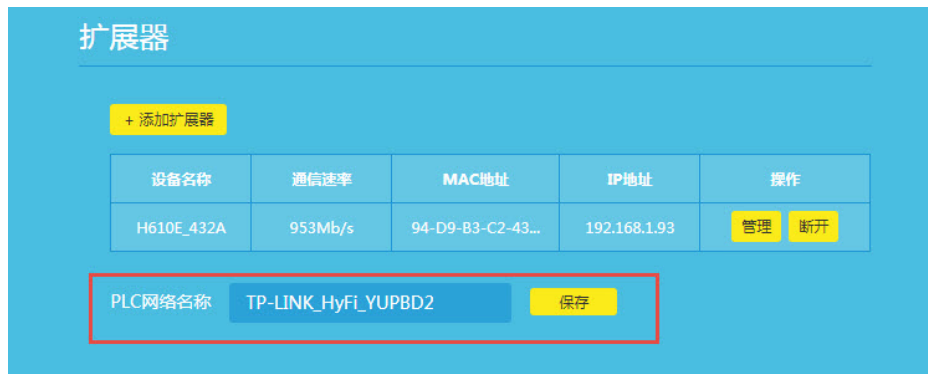 扩展器
+ 添加扩展器
设备名称 通信速率 MAC地址 IP地址 操作
H610E_432A 953Mb/s 94-D9-B3-C2-43... 192.168.1.93 管理 断开
PLC网络名称 TP-LINK_HyFi_YUPBD2 保存